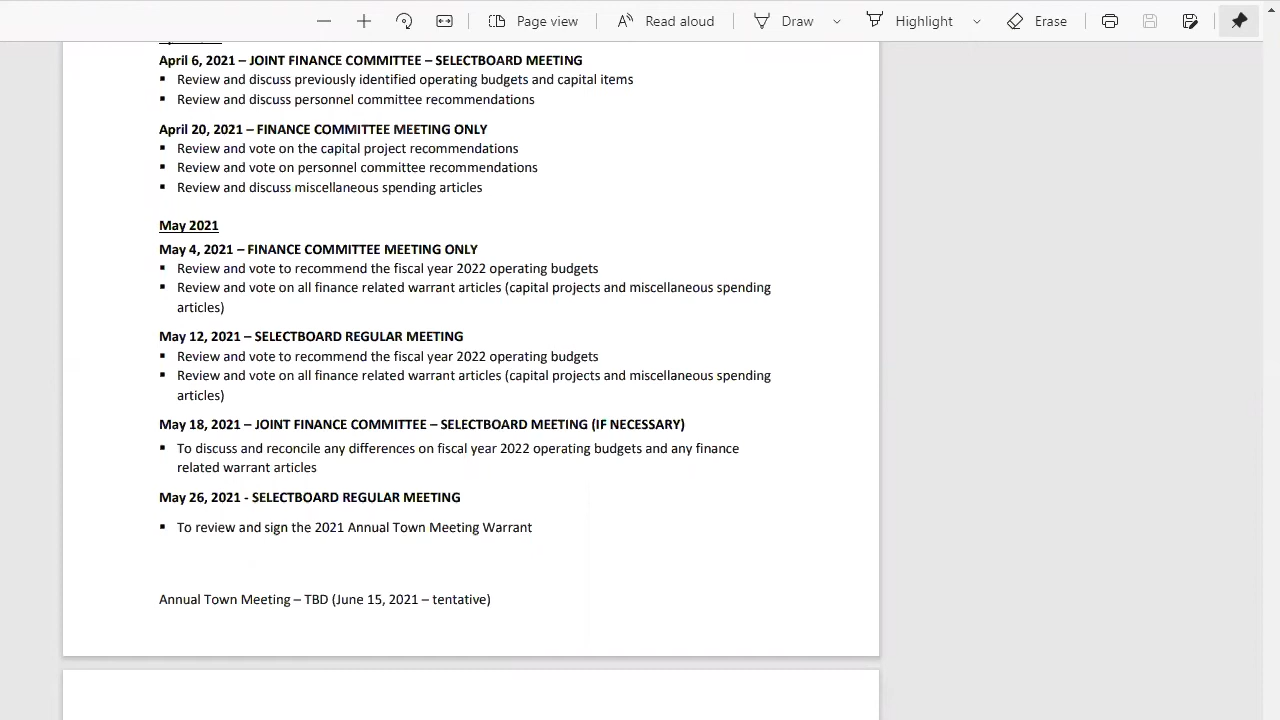 Page view
Read aloud
Draw
Highlight
Erase
April 6, 2021 – JOINT FINANCE COMMITTEE – SELECTBOARD MEETING
▪ Review and discuss previously identified operating budgets and capital items
▪ Review and discuss personnel committee recommendations
April 20, 2021 – FINANCE COMMITTEE MEETING ONLY
▪ Review and vote on the capital project recommendations
▪ Review and vote on personnel committee recommendations
▪ Review and discuss miscellaneous spending articles
May 2021
May 4, 2021 – FINANCE COMMITTEE MEETING ONLY
▪ Review and vote to recommend the fiscal year 2022 operating budgets
▪ Review and vote on all finance related warrant articles (capital projects and miscellaneous spending
articles)
May 12, 2021 – SELECTBOARD REGULAR MEETING
▪ Review and vote to recommend the fiscal year 2022 operating budgets
▪ Review and vote on all finance related warrant articles (capital projects and miscellaneous spending
articles)
May 18, 2021 – JOINT FINANCE COMMITTEE – SELECTBOARD MEETING (IF NECESSARY)
▪ To discuss and reconcile any differences on fiscal year 2022 operating budgets and any finance
related warrant articles
May 26, 2021 - SELECTBOARD REGULAR MEETING
▪ To review and sign the 2021 Annual Town Meeting Warrant
Annual Town Meeting – TBD (June 15, 2021 – tentative)